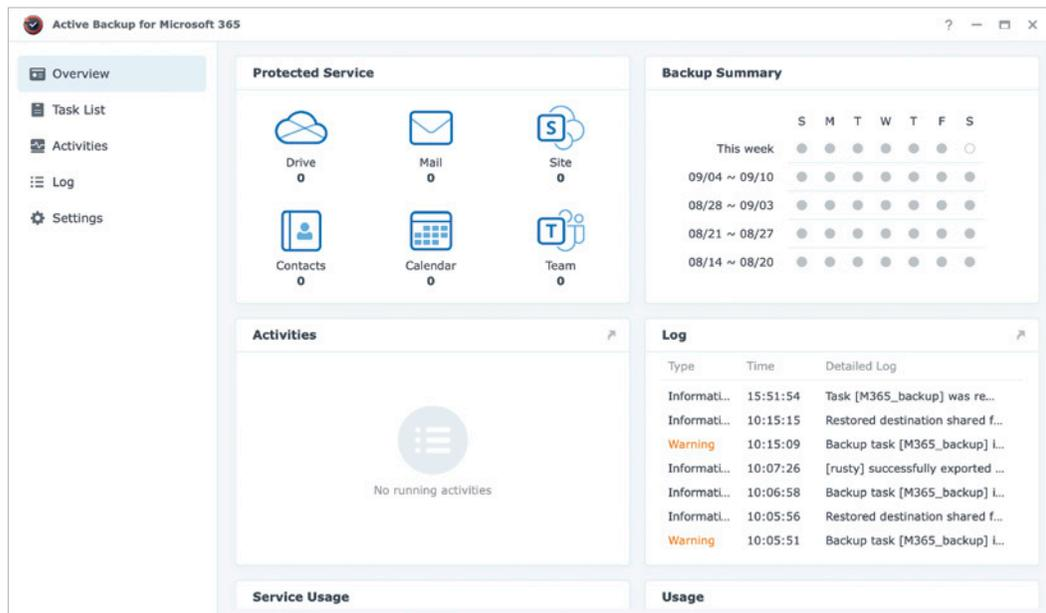 Active Backup for Microsoft 365
Overview
Task List
Activities
Log
Settings
Protected Service
Drive
0
Mail
0
Site
0
Contacts
0
Calendar
0
Team
0
Backup Summary
S M T W T F S
This week
09/04 ~ 09/10
08/28 ~ 09/03
08/21 ~ 08/27
08/14 ~ 08/20
Activities
No running activities
Log
Type Time Detailed Log
Informati... 15:51:54 Task [M365_backup] was re...
Informati... 10:15:15 Restored destination shared f...
Warning 10:15:09 Backup task [M365_backup] i...
Informati... 10:07:26 [rusty] successfully exported ...
Informati... 10:06:58 Backup task [M365_backup] i...
Informati... 10:05:56 Restored destination shared f...
Warning 10:05:51 Backup task [M365_backup] i...
Service Usage
Usage